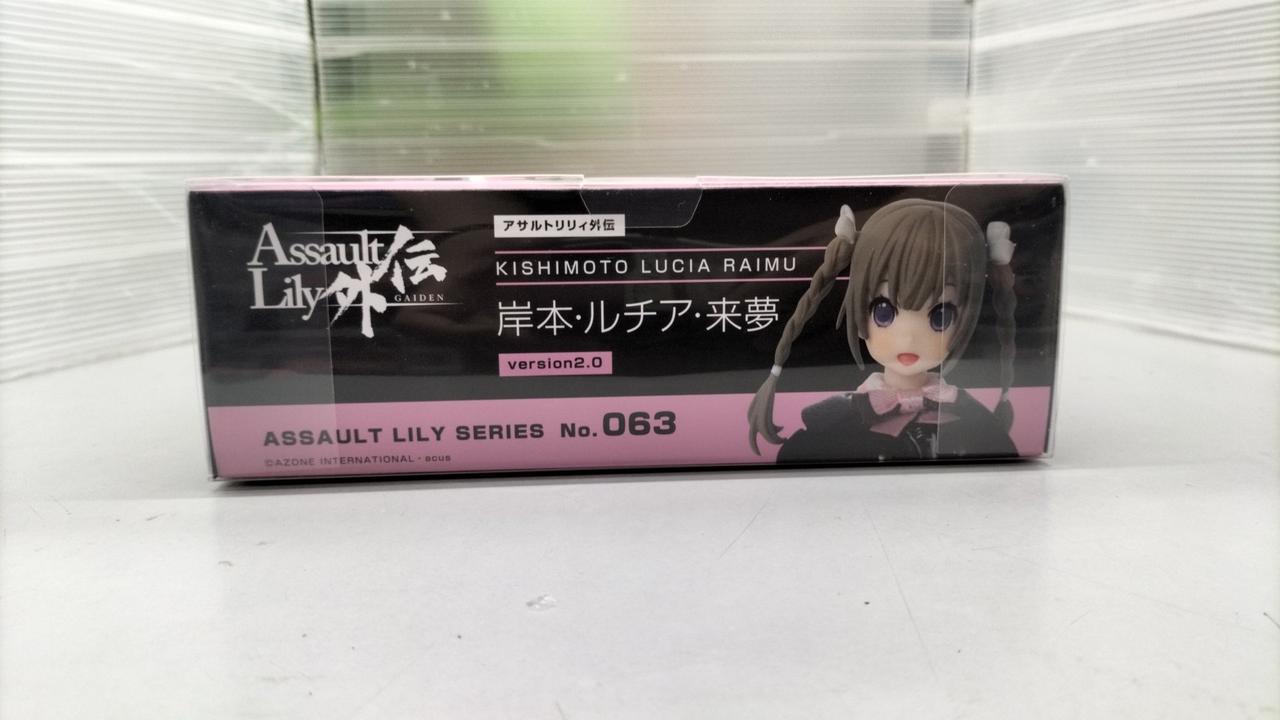 Assault
Lily外伝
GAIDEN
アサルトリリィ外伝
KISHIMOTO LUCIA RAIMU
岸本・ルチア・来夢
version2.0
ASSAULT LILY SERIES No.063
©AZONE INTERNATIONAL・acus